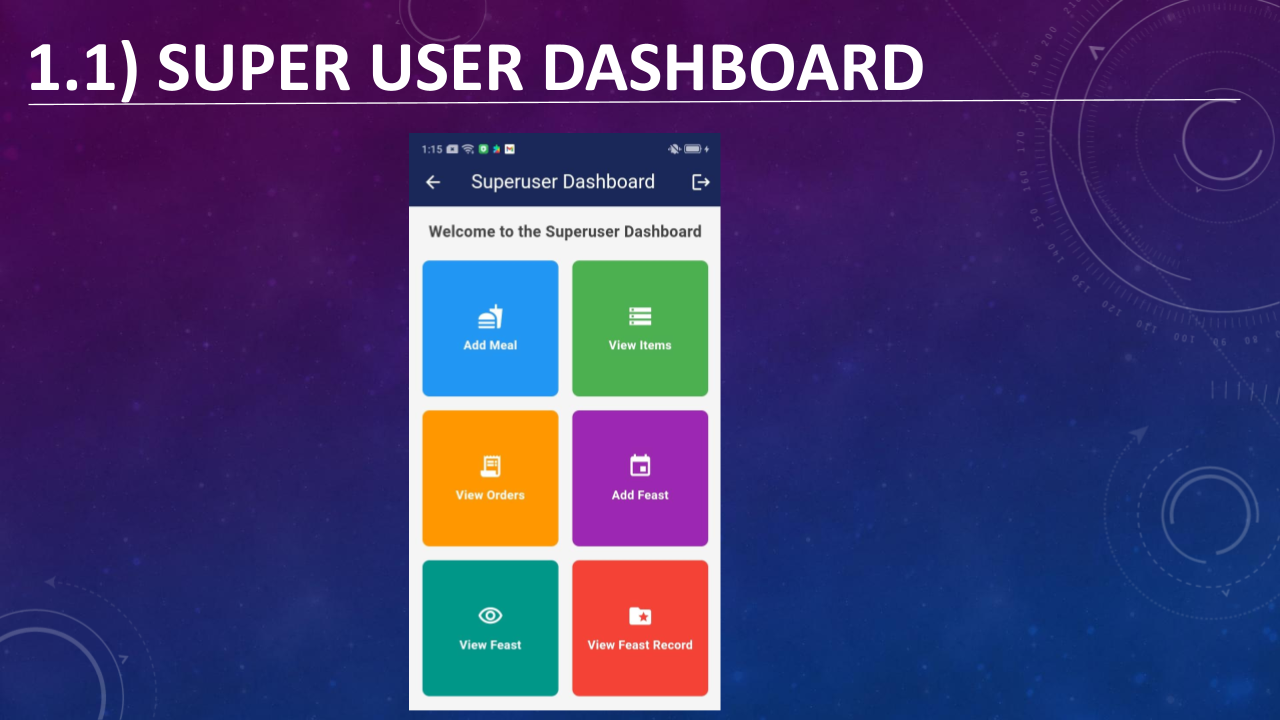 1.1) SUPER USER DASHBOARD
1:15
Superuser Dashboard
Welcome to the Superuser Dashboard
Add Meal
View Items
View Orders
Add Feast
View Feast
View Feast Record